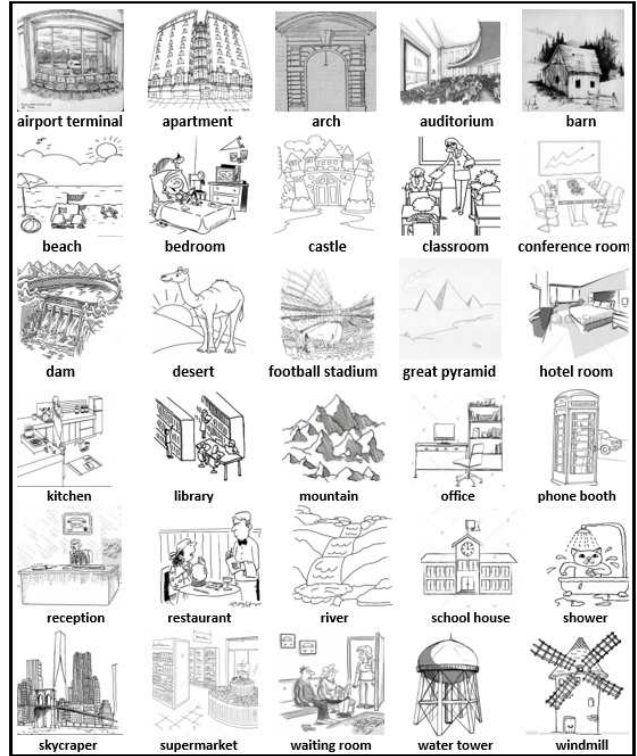 airport terminal apartment arch auditorium barn
beach bedroom castle classroom conference room
dam desert football stadium great pyramid hotel room
kitchen library mountain office phone booth
reception restaurant river school house shower
skycraper supermarket waiting room water tower windmill